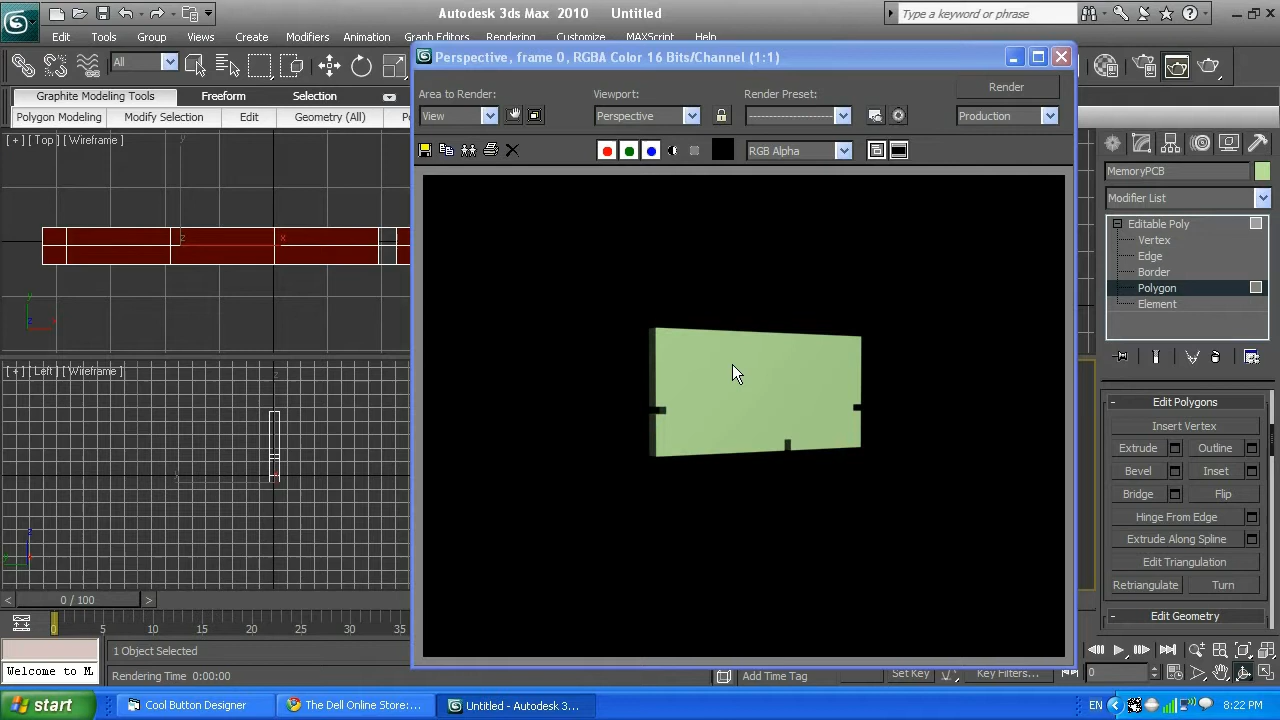 Autodesk 3ds Max 2010 Untitled
Type a keyword or phrase
Edit Tools Group Views Create Modifiers Animation Graph Editors Rendering Customize MAXScript Help
All
Perspective, frame 0, RGBA Color 16 Bits/Channel (1:1)
Graphite Modeling Tools Freeform Selection
Polygon Modeling Modify Selection Edit Geometry (All)
Area to Render: Viewport: Render Preset: Render
View Perspective Production
RGB Alpha
[ + ] [ Top ] [ Wireframe ]
y
z x
y
z x
[ + ] [ Left ] [ Wireframe ]
z
y
z
y
MemoryPCB
Modifier List
Editable Poly
Vertex
Edge
Border
Polygon
Element
- Edit Polygons
Insert Vertex
Extrude Outline
Bevel Inset
Bridge Flip
Hinge From Edge
Extrude Along Spline
Edit Triangulation
Retriangulate Turn
- Edit Geometry
< 0 / 100 >
0 5 10 15 20 25 30 35
1 Object Selected
Welcome to M
Rendering Time 0:00:00
Add Time Tag
Set Key
Key Filters...
0
start
Cool Button Designer
The Dell Online Store:...
Untitled - Autodesk 3s...
EN
8:22 PM